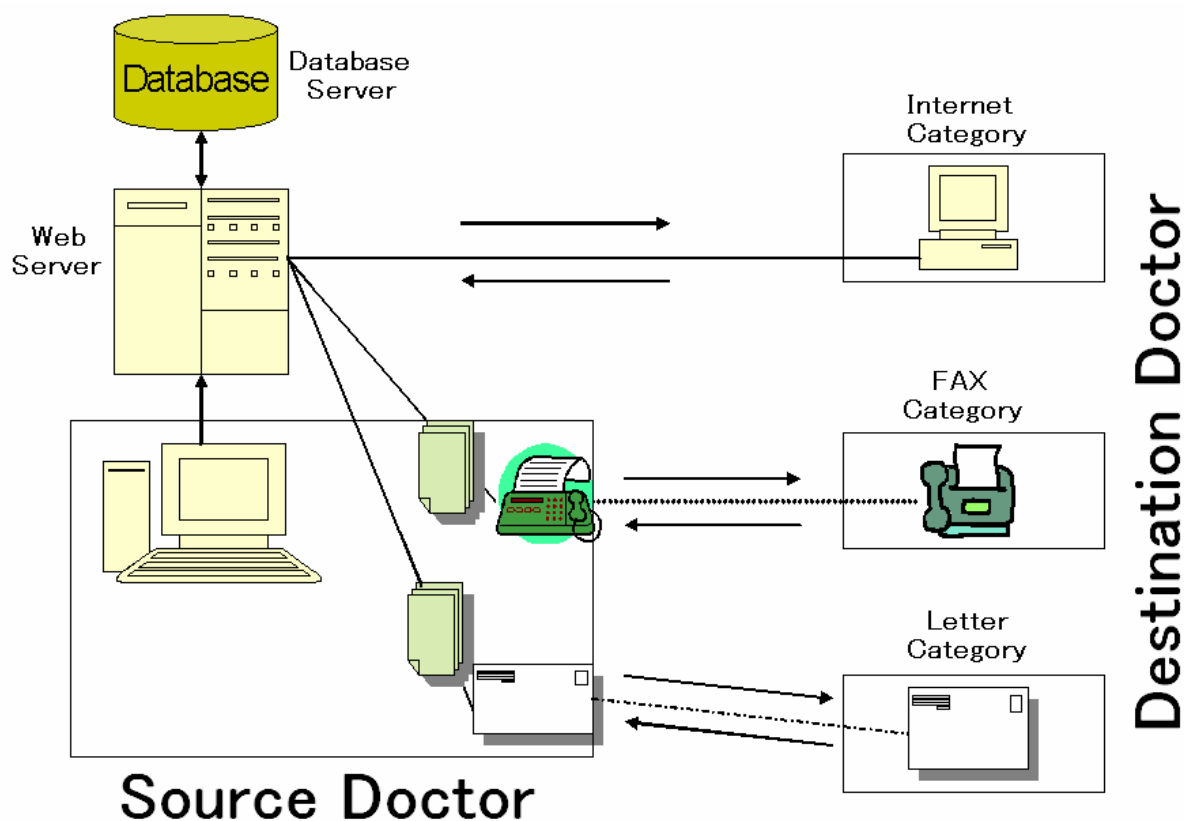 Database
Database
Server
Web
Server
Internet
Category
FAX
Category
Letter
Category
Source Doctor
Destination Doctor